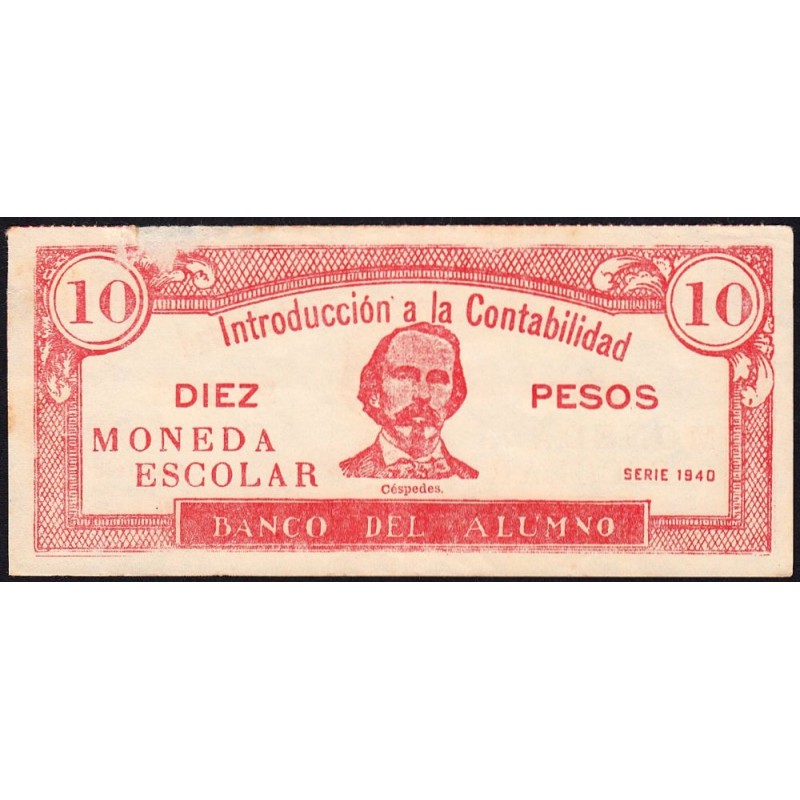 10 10
Introducción a la Contabilidad
DIEZ PESOS
MONEDA
ESCOLAR
SERIE 1940
Céspedes.
BANCO DEL ALUMNO